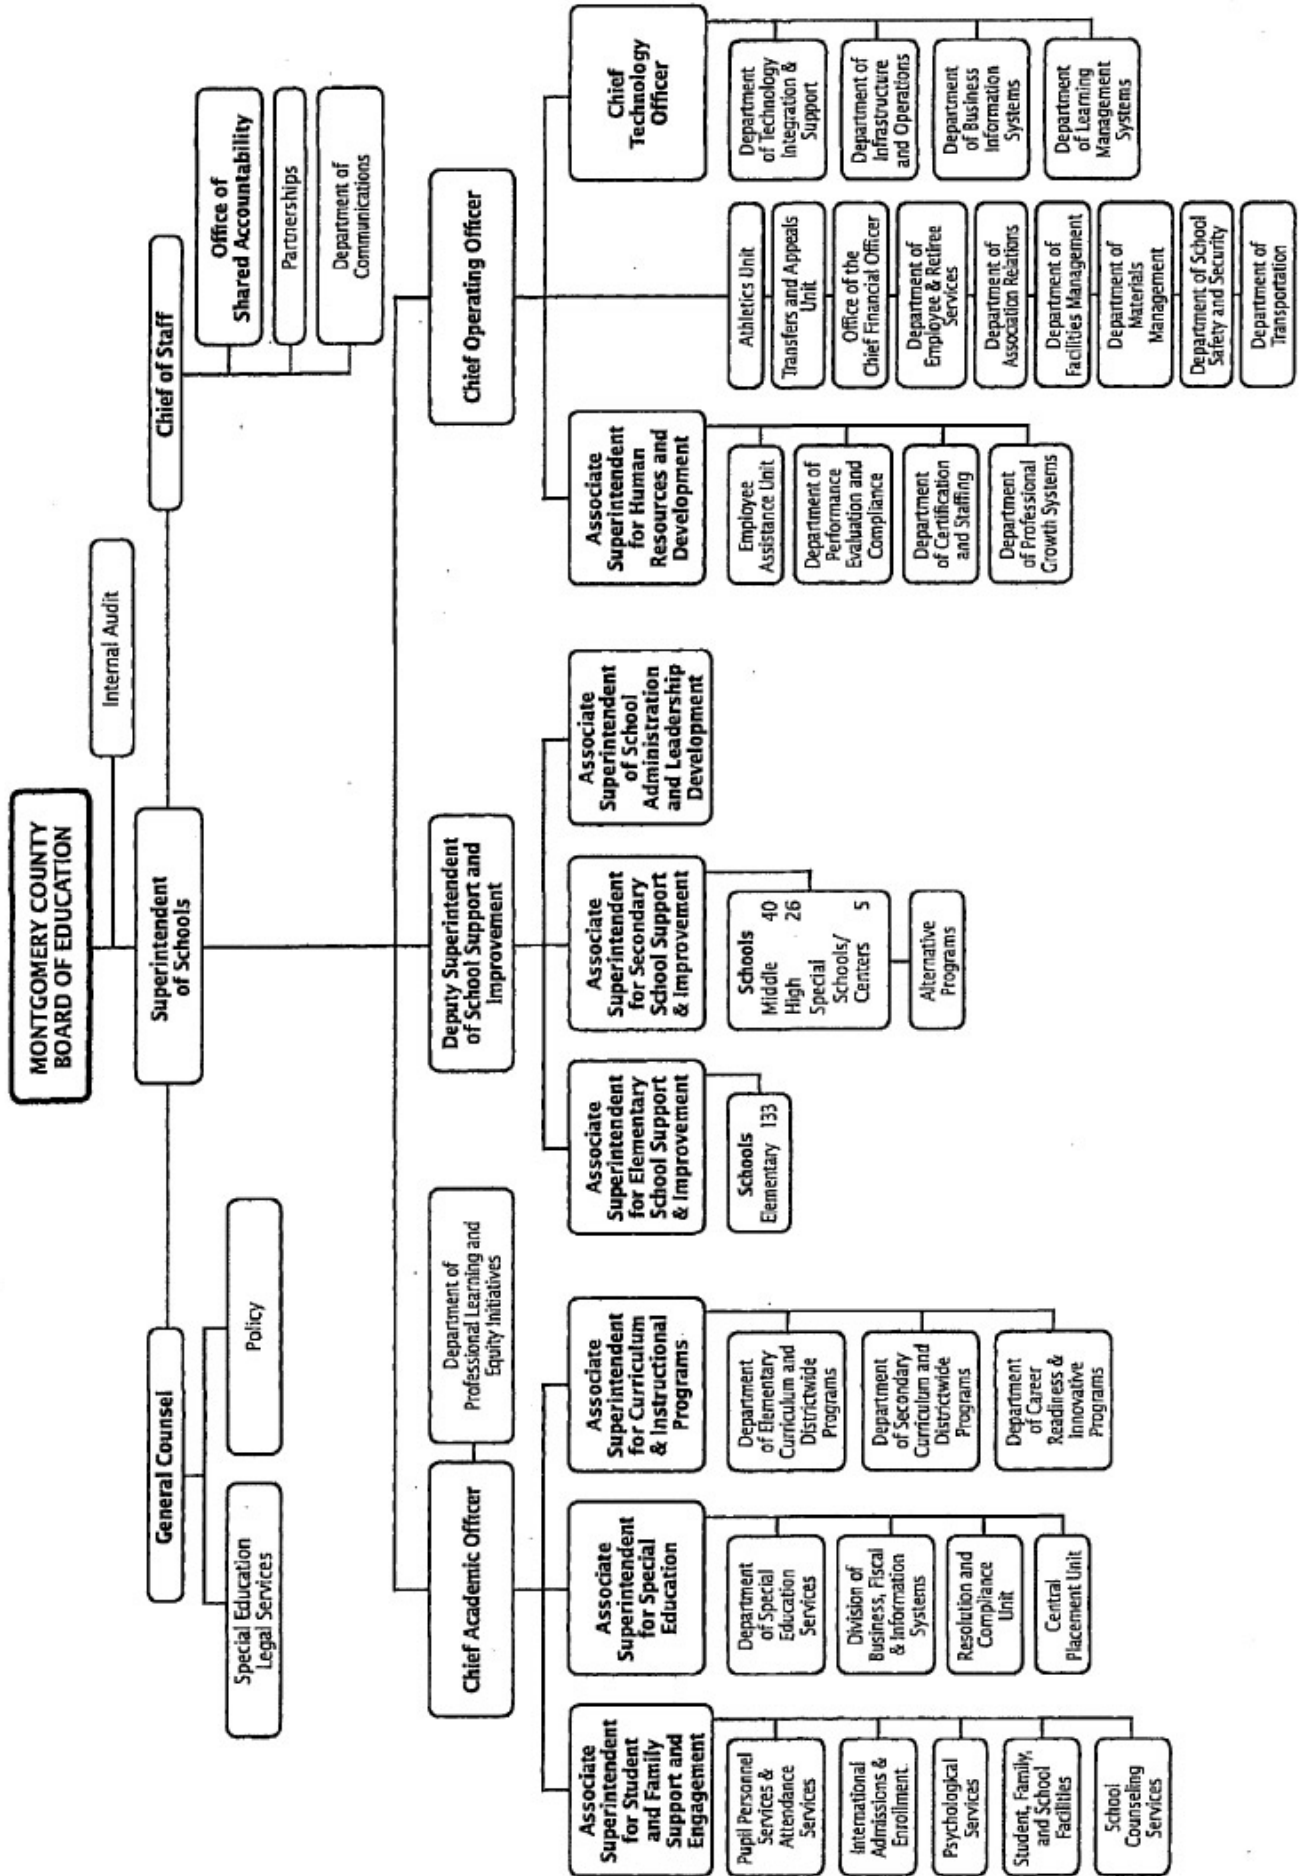 MONTGOMERY COUNTY
BOARD OF EDUCATION
Internal Audit
Superintendent
of Schools
General Counsel
Special Education
Legal Services
Policy
Chief of Staff
Office of
Shared Accountability
Partnerships
Department of
Communications
Chief Academic Officer
Department of
Professional Learning and
Equity Initiatives
Deputy Superintendent
of School Support and
Improvement
Chief Operating Officer
Associate
Superintendent
for Student
and Family
Support and
Engagement
Pupil Personnel
Services &
Attendance
Services
International
Admissions &
Enrollment.
Psychological
Services
Student, Family,
and School
Facilities
School
Counseling
Services
Associate
Superintendent
for Special
Education
Department
of Special
Education
Services
Division of
Business, Fiscal
& Information
Systems
Resolution and
Compliance
Unit
Central
Placement Unit
Associate
Superintendent
for Curriculum
& Instructional
Programs
Department
of Elementary
Curriculum and
Districtwide
Programs
Department
of Secondary
Curriculum and
Districtwide
Programs
Department
of Career
Readiness &
Innovative
Programs
Associate
Superintendent
for Elementary
School Support
& Improvement
Schools
Elementary 133
Associate
Superintendent
for Secondary
School Support
& Improvement
Schools
Middle 40
High 26
Special
Schools/
Centers 5
Alternative
Programs
Associate
Superintendent
of School
Administration
and Leadership
Development
Associate
Superintendent
for Human
Resources and
Development
Employee
Assistance Unit
Department of
Performance
Evaluation and
Compliance
Department
of Certification
and Staffing
Department
of Professional
Growth Systems
Athletics Unit
Transfers and Appeals
Unit
Office of the
Chief Financial Officer
Department of
Employee & Retiree
Services
Department of
Association Relations
Department of
Facilities Management
Department of
Materials
Management
Department of School
Safety and Security
Department of
Transportation
Chief
Technology
Officer
Department
of Technology
Integration &
Support
Department of
Infrastructure
and Operations
Department
of Business
Information
Systems
Department
of Learning
Management
Systems